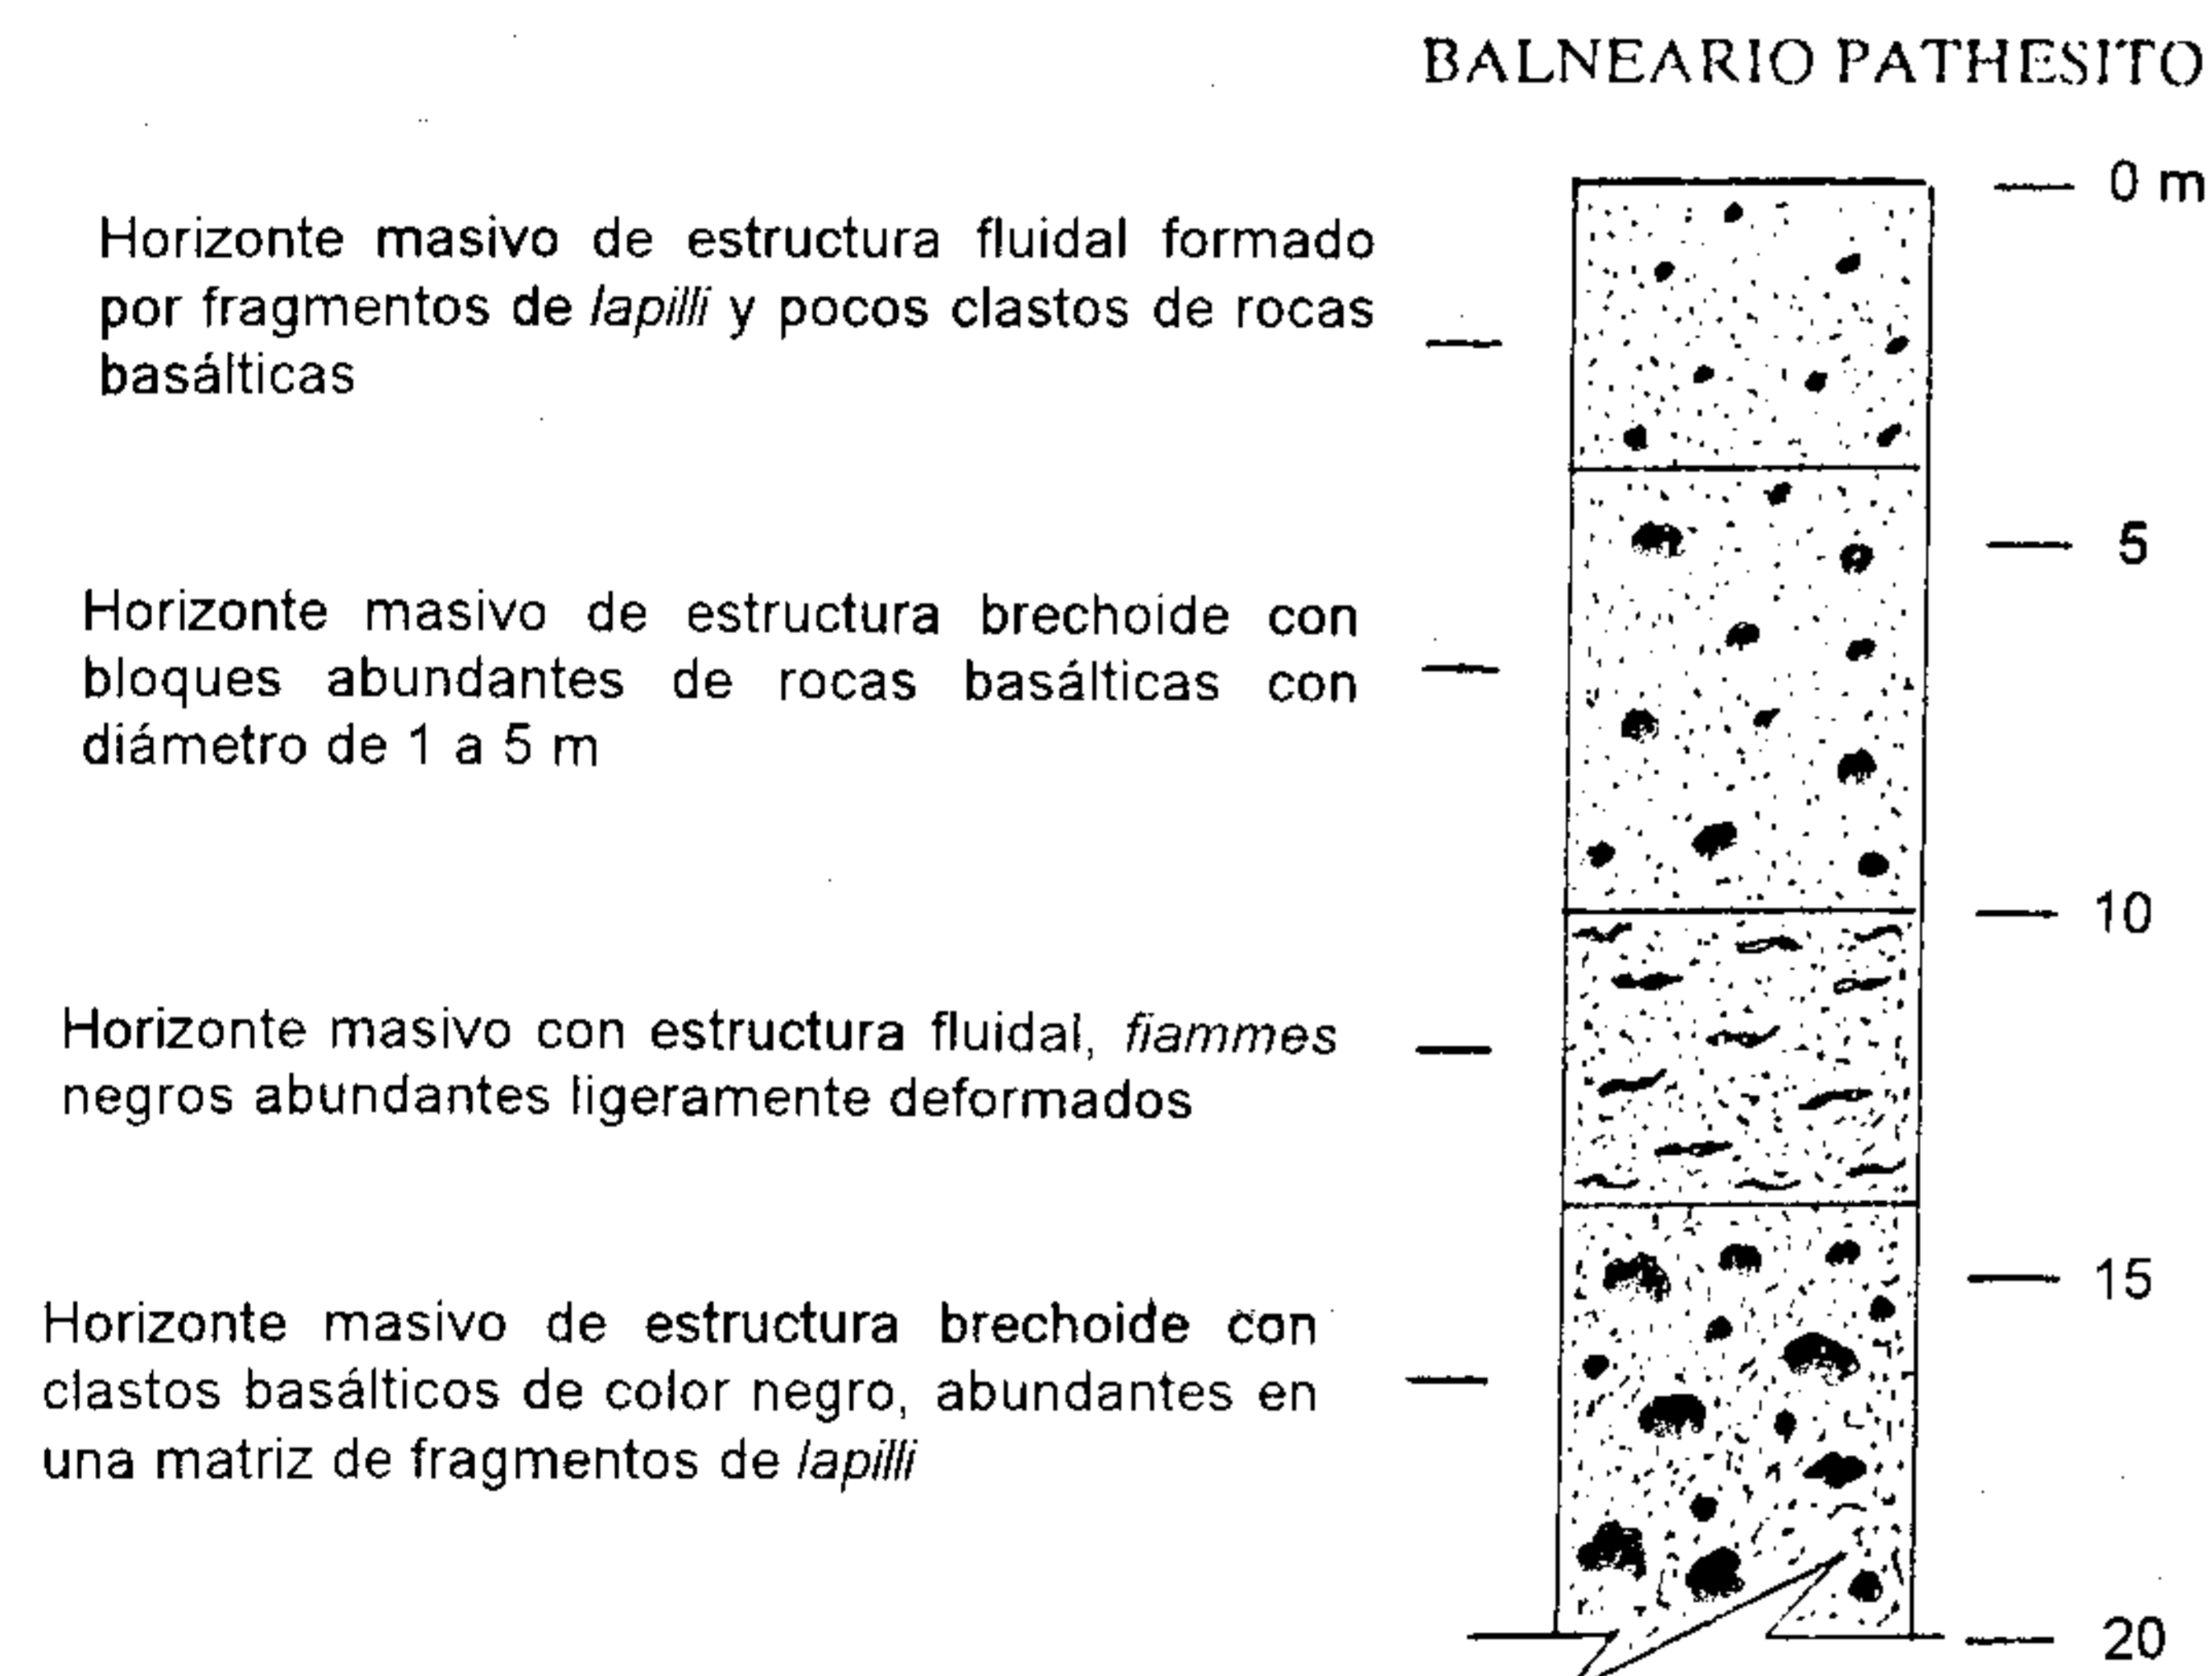 BALNEARIO PATHESITO
0 m
Horizonte masivo de estructura fluidal formado
por fragmentos de lapilli y pocos clastos de rocas
basálticas
5
Horizonte masivo de estructura brechoide con
bloques abundantes de rocas basálticas con
diámetro de 1 a 5 m
10
Horizonte masivo con estructura fluidal, fiammes
negros abundantes ligeramente deformados
15
Horizonte masivo de estructura brechoide con
clastos basálticos de color negro, abundantes en
una matriz de fragmentos de lapilli
20